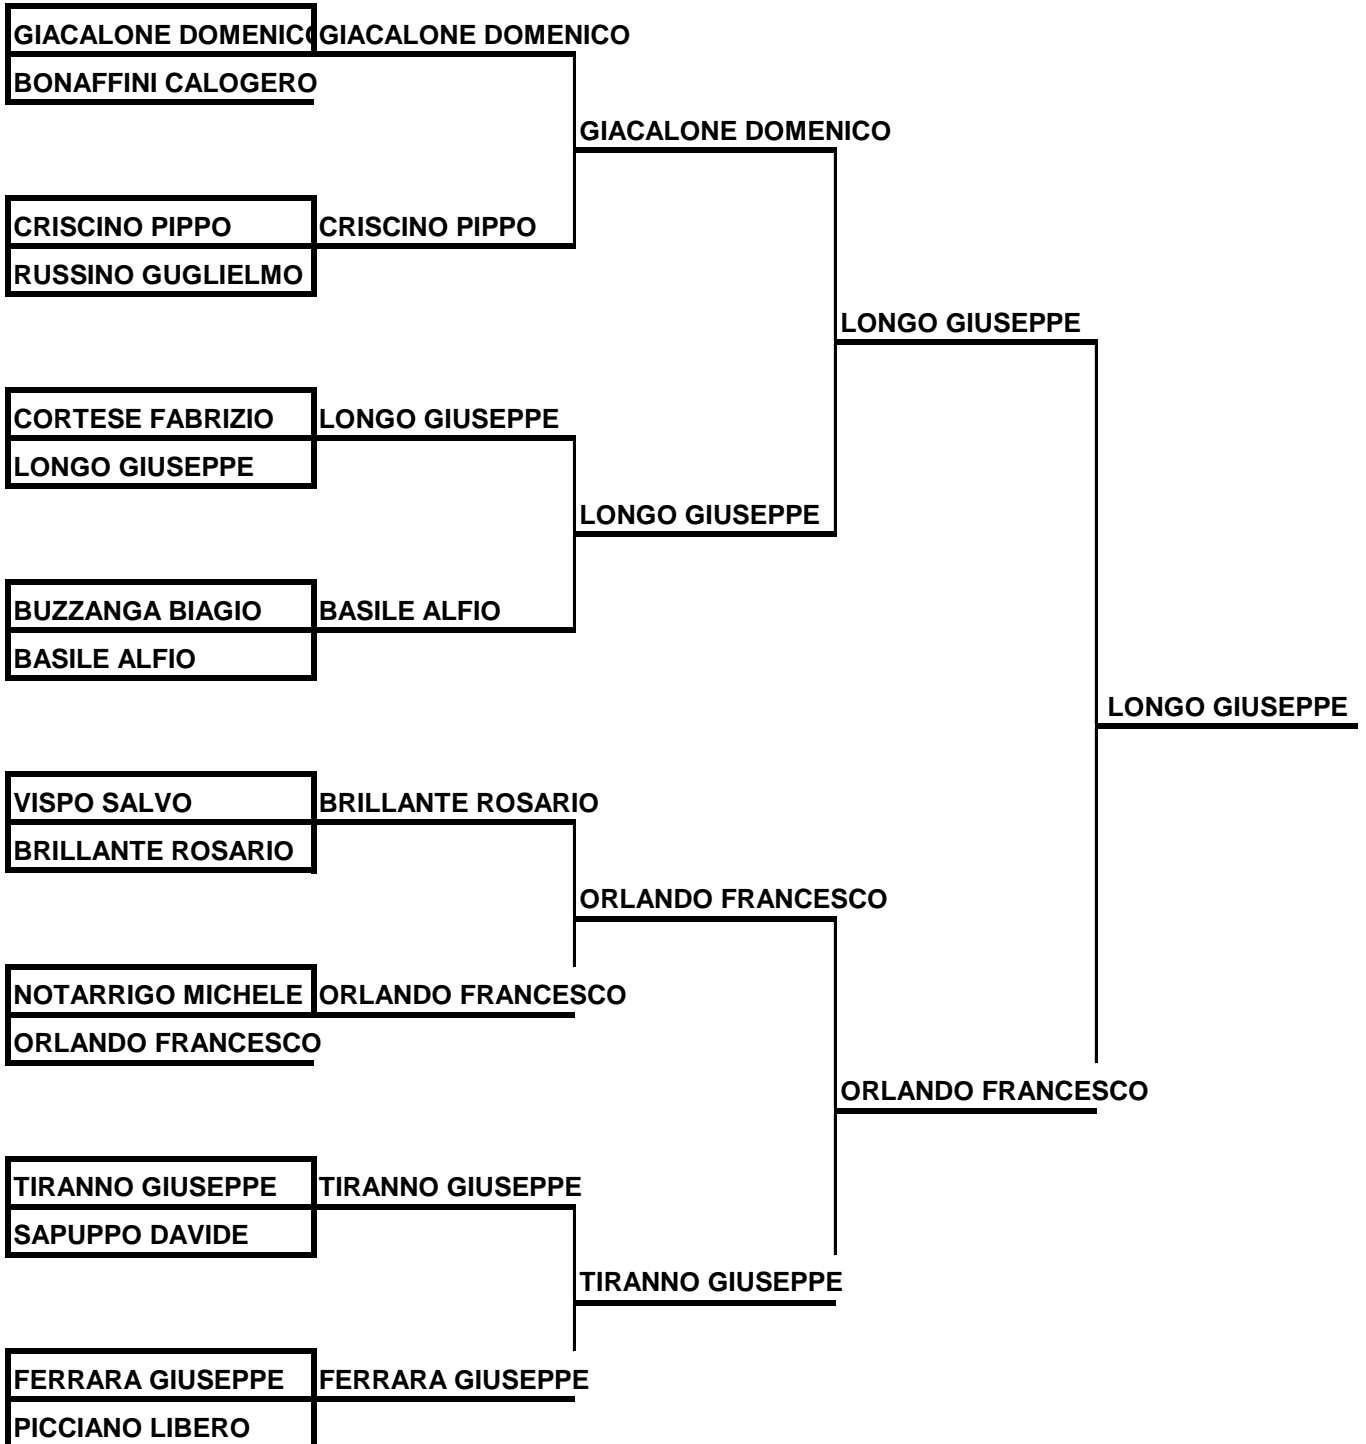 GIACALONE DOMENICO GIACALONE DOMENICO
BONAFFINI CALOGERO
GIACALONE DOMENICO
CRISCINO PIPPO CRISCINO PIPPO
RUSSINO GUGLIELMO
LONGO GIUSEPPE
CORTESE FABRIZIO LONGO GIUSEPPE
LONGO GIUSEPPE
LONGO GIUSEPPE
BUZZANGA BIAGIO BASILE ALFIO
BASILE ALFIO
LONGO GIUSEPPE
VISPO SALVO BRILLANTE ROSARIO
BRILLANTE ROSARIO
ORLANDO FRANCESCO
NOTARRIGO MICHELE ORLANDO FRANCESCO
ORLANDO FRANCESCO
ORLANDO FRANCESCO
TIRANNO GIUSEPPE TIRANNO GIUSEPPE
SAPUPPO DAVIDE
TIRANNO GIUSEPPE
FERRARA GIUSEPPE FERRARA GIUSEPPE
PICCIANO LIBERO